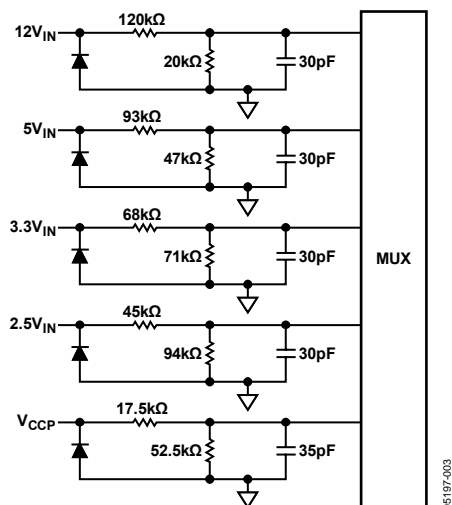 12V_IN 120kΩ
20kΩ 30pF
5V_IN 93kΩ
47kΩ 30pF
3.3V_IN 68kΩ
71kΩ 30pF
MUX
2.5V_IN 45kΩ
94kΩ 30pF
V_CCP 17.5kΩ
52.5kΩ 35pF
05197-003